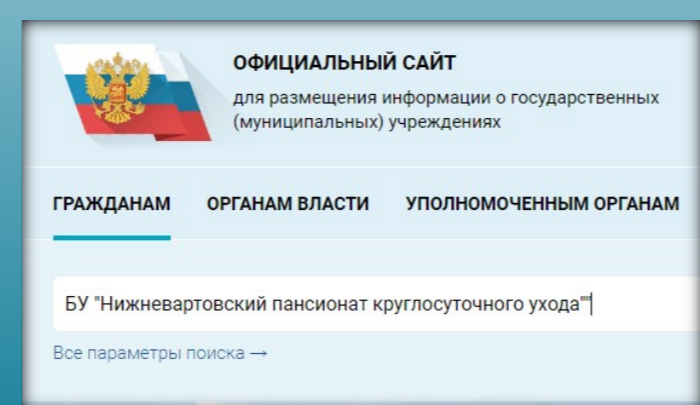 ОФИЦИАЛЬНЫЙ САЙТ
для размещения информации о государственных
(муниципальных) учреждениях
ГРАЖДАНАМ ОРГАНАМ ВЛАСТИ УПОЛНОМОЧЕННЫМ ОРГАНАМ
БУ "Нижневартовский пансионат круглосуточного ухода""
Все параметры поиска →